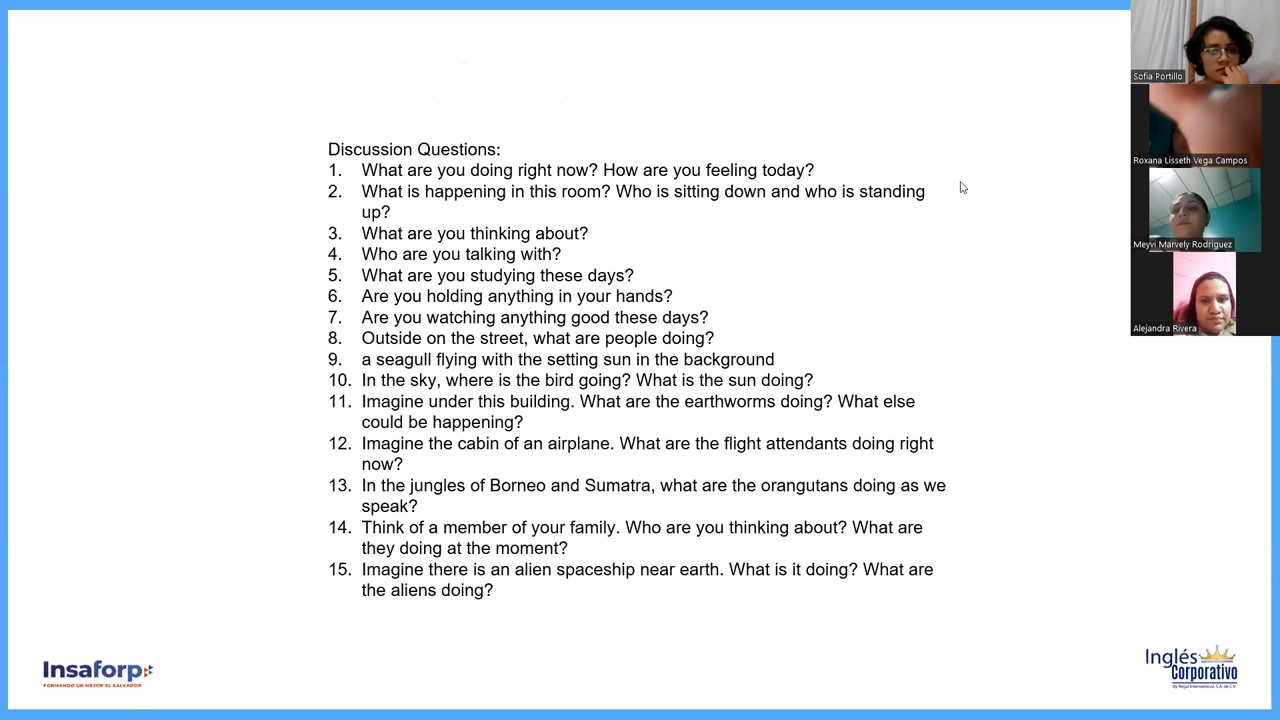 Discussion Questions:
1. What are you doing right now? How are you feeling today?
2. What is happening in this room? Who is sitting down and who is standing
up?
3. What are you thinking about?
4. Who are you talking with?
5. What are you studying these days?
6. Are you holding anything in your hands?
7. Are you watching anything good these days?
8. Outside on the street, what are people doing?
9. a seagull flying with the setting sun in the background
10. In the sky, where is the bird going? What is the sun doing?
11. Imagine under this building. What are the earthworms doing? What else
could be happening?
12. Imagine the cabin of an airplane. What are the flight attendants doing right
now?
13. In the jungles of Borneo and Sumatra, what are the orangutans doing as we
speak?
14. Think of a member of your family. Who are you thinking about? What are
they doing at the moment?
15. Imagine there is an alien spaceship near earth. What is it doing? What are
the aliens doing?
Sofia Portillo
Roxana Lisseth Vega Campos
Meyvi Marvely Rodriguez
Alejandra Rivera
Insaforp
FORMANDO UN MEJOR EL SALVADOR
Inglés
Corporativo
By Regal International, S.A. de C.V.